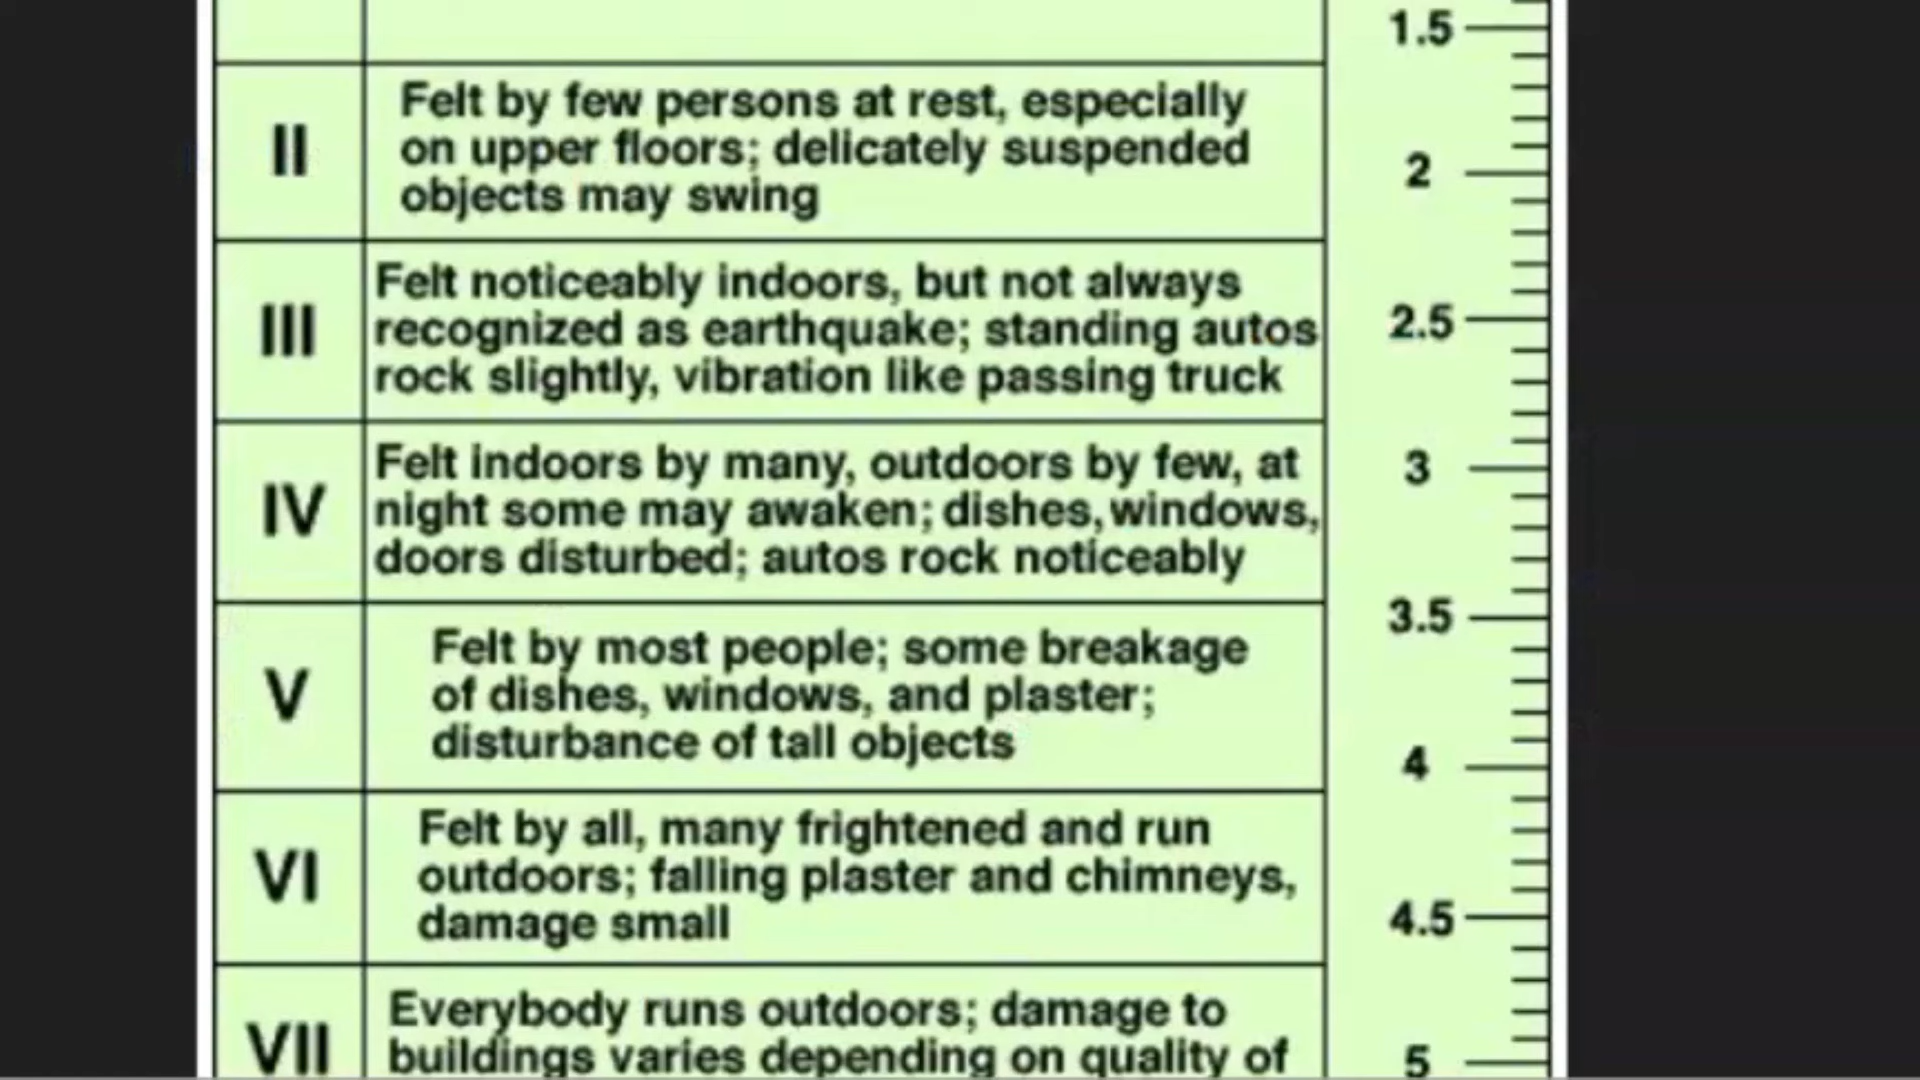 1.5
II
Felt by few persons at rest, especially
on upper floors; delicately suspended
objects may swing
2
III
Felt noticeably indoors, but not always
recognized as earthquake; standing autos
rock slightly, vibration like passing truck
2.5
IV
Felt indoors by many, outdoors by few, at
night some may awaken; dishes, windows,
doors disturbed; autos rock noticeably
3
3.5
V
Felt by most people; some breakage
of dishes, windows, and plaster;
disturbance of tall objects
4
VI
Felt by all, many frightened and run
outdoors; falling plaster and chimneys,
damage small
4.5
VII
Everybody runs outdoors; damage to
buildings varies depending on quality of
5